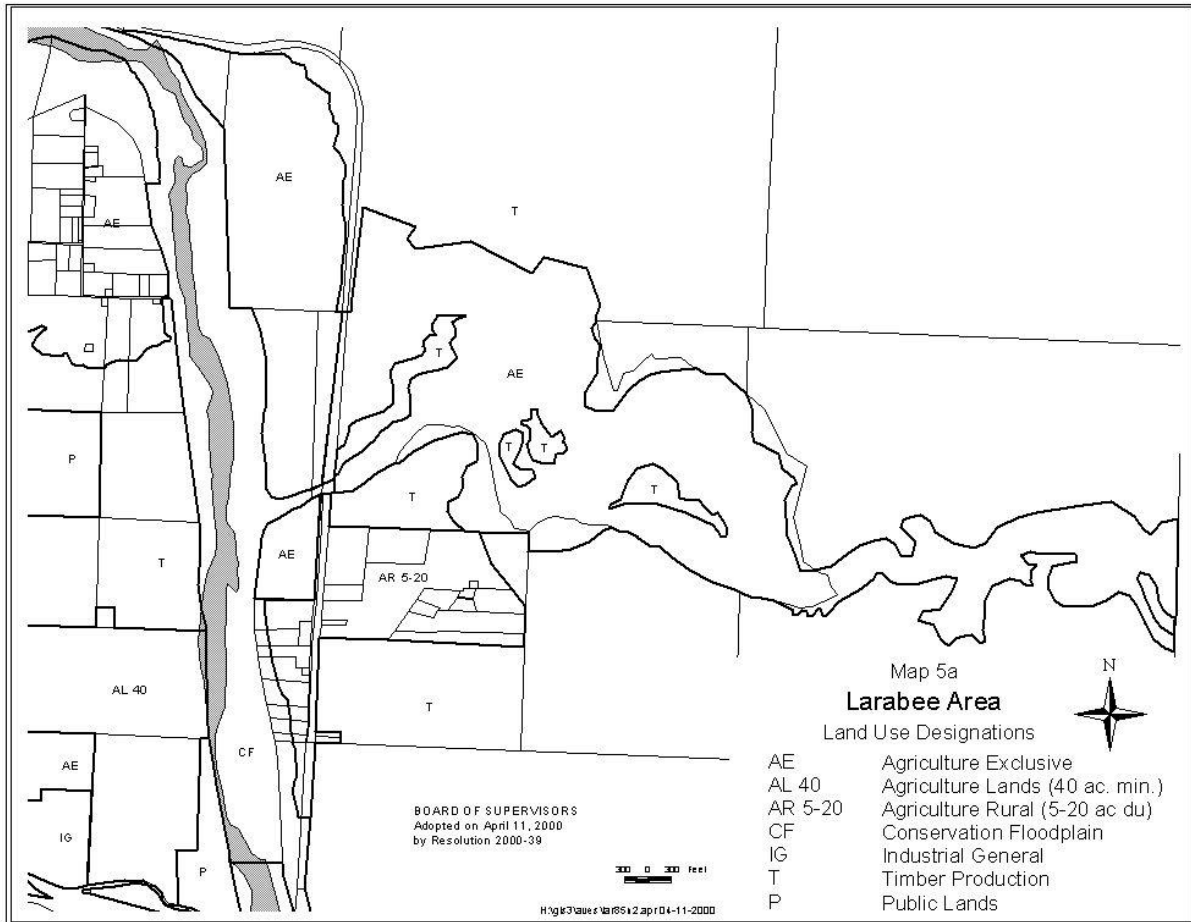 AE
T
AE
T
AE
T
T
P
T
T
AE
T
AR 5-20
AL 40
T
CF
AE
IG
P
Map 5a
Larabee Area
Land Use Designations
N
AE Agriculture Exclusive
AL 40 Agriculture Lands (40 ac. min.)
AR 5-20 Agriculture Rural (5-20 ac du)
CF Conservation Floodplain
IG Industrial General
T Timber Production
P Public Lands
BOARD OF SUPERVISORS
Adopted on April 11, 2000
by Resolution 2000-39
300 0 300 Feet